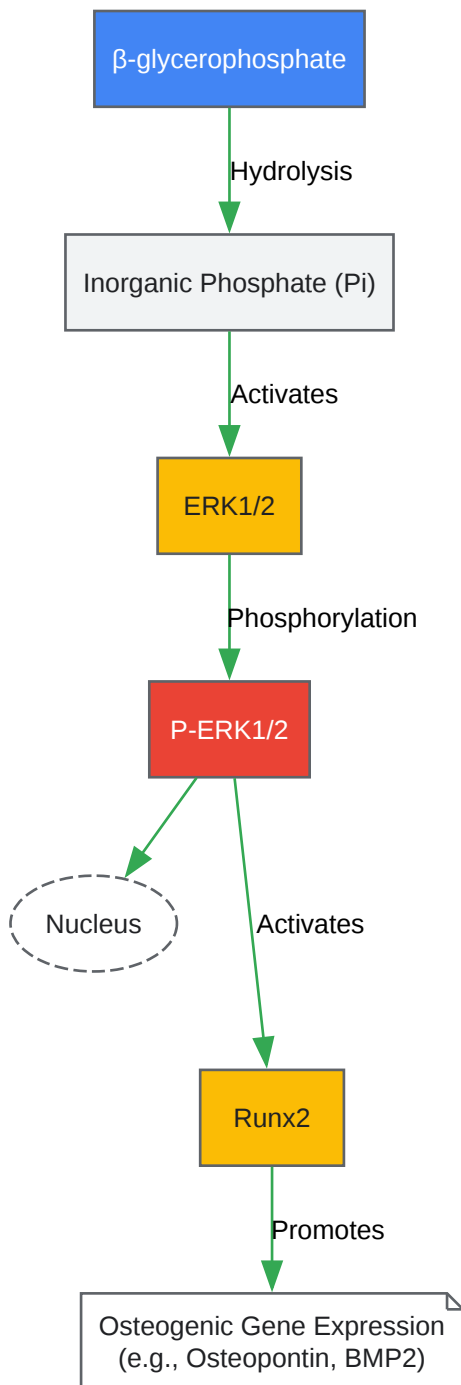 β-glycerophosphate
Hydrolysis
Inorganic Phosphate (Pi)
Activates
ERK1/2
Phosphorylation
P-ERK1/2
Nucleus
Activates
Runx2
Promotes
Osteogenic Gene Expression
(e.g., Osteopontin, BMP2)